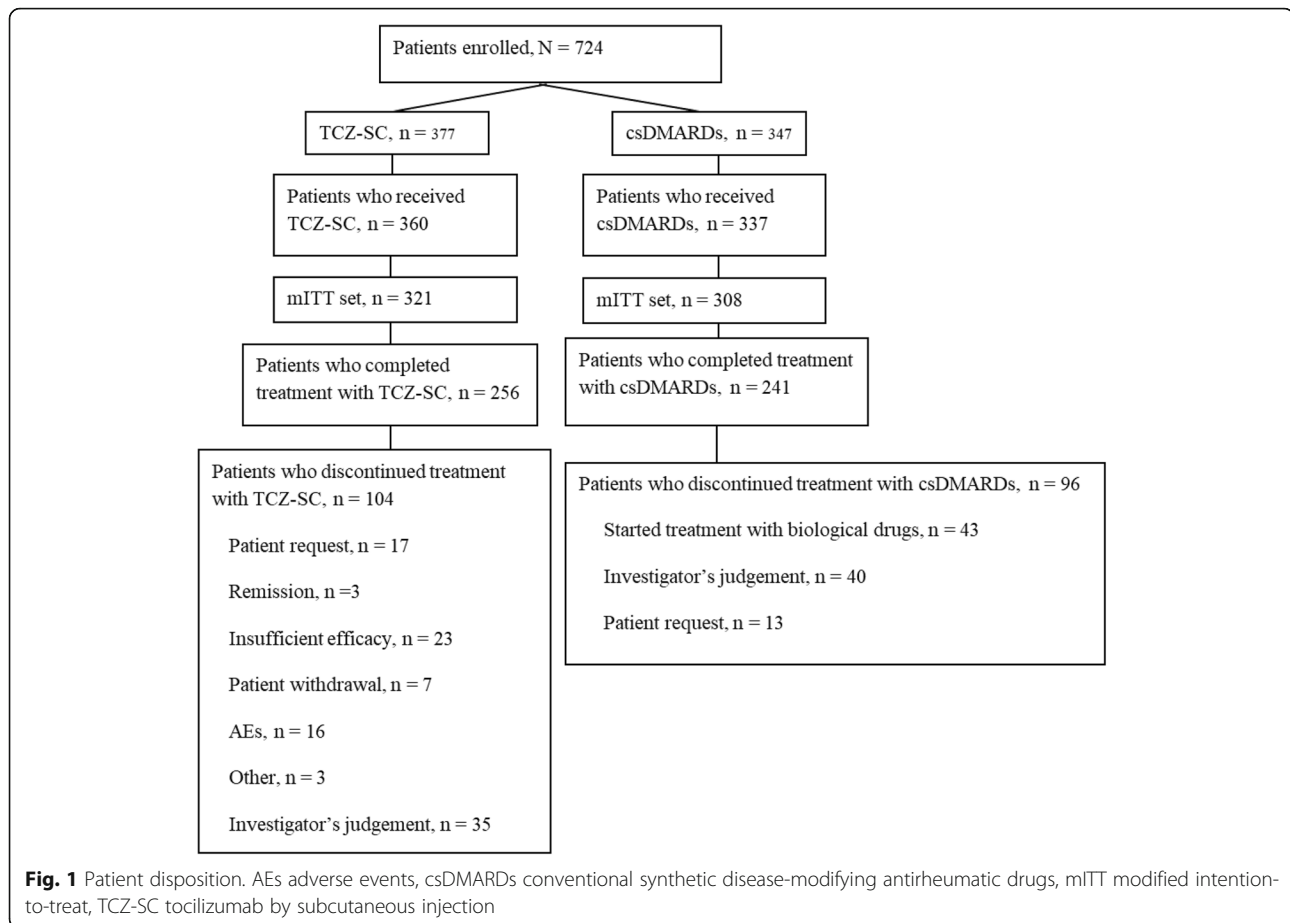 Patients enrolled, N = 724
TCZ-SC, n = 377
csDMARDs, n = 347
Patients who received
TCZ-SC, n = 360
Patients who received
csDMARDs, n = 337
mITT set, n = 321
mITT set, n = 308
Patients who completed
treatment with TCZ-SC, n = 256
Patients who completed treatment
with csDMARDs, n = 241
Patients who discontinued treatment
with TCZ-SC, n = 104
Patient request, n = 17
Remission, n =3
Insufficient efficacy, n = 23
Patient withdrawal, n = 7
AEs, n = 16
Other, n = 3
Investigator's judgement, n = 35
Patients who discontinued treatment with csDMARDs, n = 96
Started treatment with biological drugs, n = 43
Investigator's judgement, n = 40
Patient request, n = 13
Fig. 1 Patient disposition. AEs adverse events, csDMARDs conventional synthetic disease-modifying antirheumatic drugs, mITT modified intention-
to-treat, TCZ-SC tocilizumab by subcutaneous injection